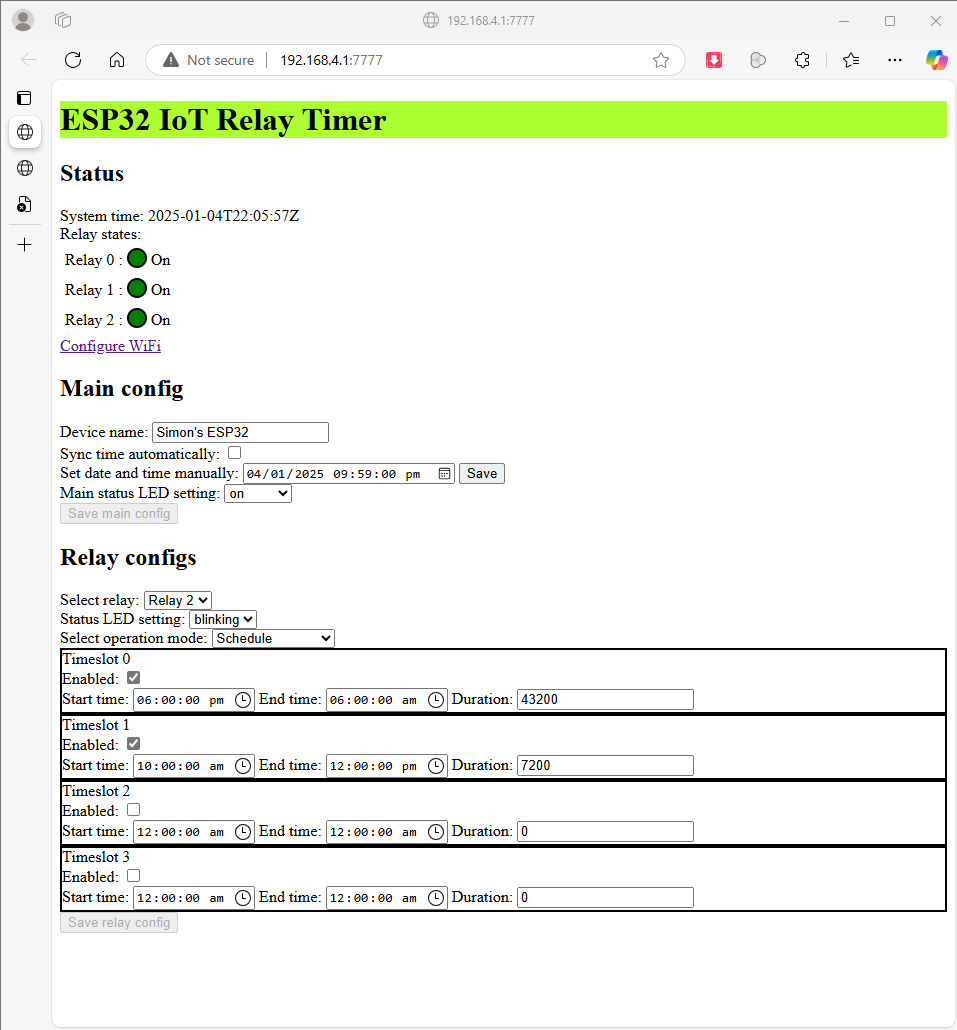 192.168.4.1:7777
Not secure 192.168.4.1:7777
ESP32 IoT Relay Timer
Status
System time: 2025-01-04T22:05:57Z
Relay states:
Relay 0 : On
Relay 1 : On
Relay 2 : On
Configure WiFi
Main config
Device name: Simon's ESP32
Sync time automatically:
Set date and time manually: 04/01/2025 09:59:00 pm Save
Main status LED setting: on
Save main config
Relay configs
Select relay: Relay 2
Status LED setting: blinking
Select operation mode: Schedule
Timeslot 0
Enabled:
Start time: 06:00:00 pm End time: 06:00:00 am Duration: 43200
Timeslot 1
Enabled:
Start time: 10:00:00 am End time: 12:00:00 pm Duration: 7200
Timeslot 2
Enabled:
Start time: 12:00:00 am End time: 12:00:00 am Duration: 0
Timeslot 3
Enabled:
Start time: 12:00:00 am End time: 12:00:00 am Duration: 0
Save relay config